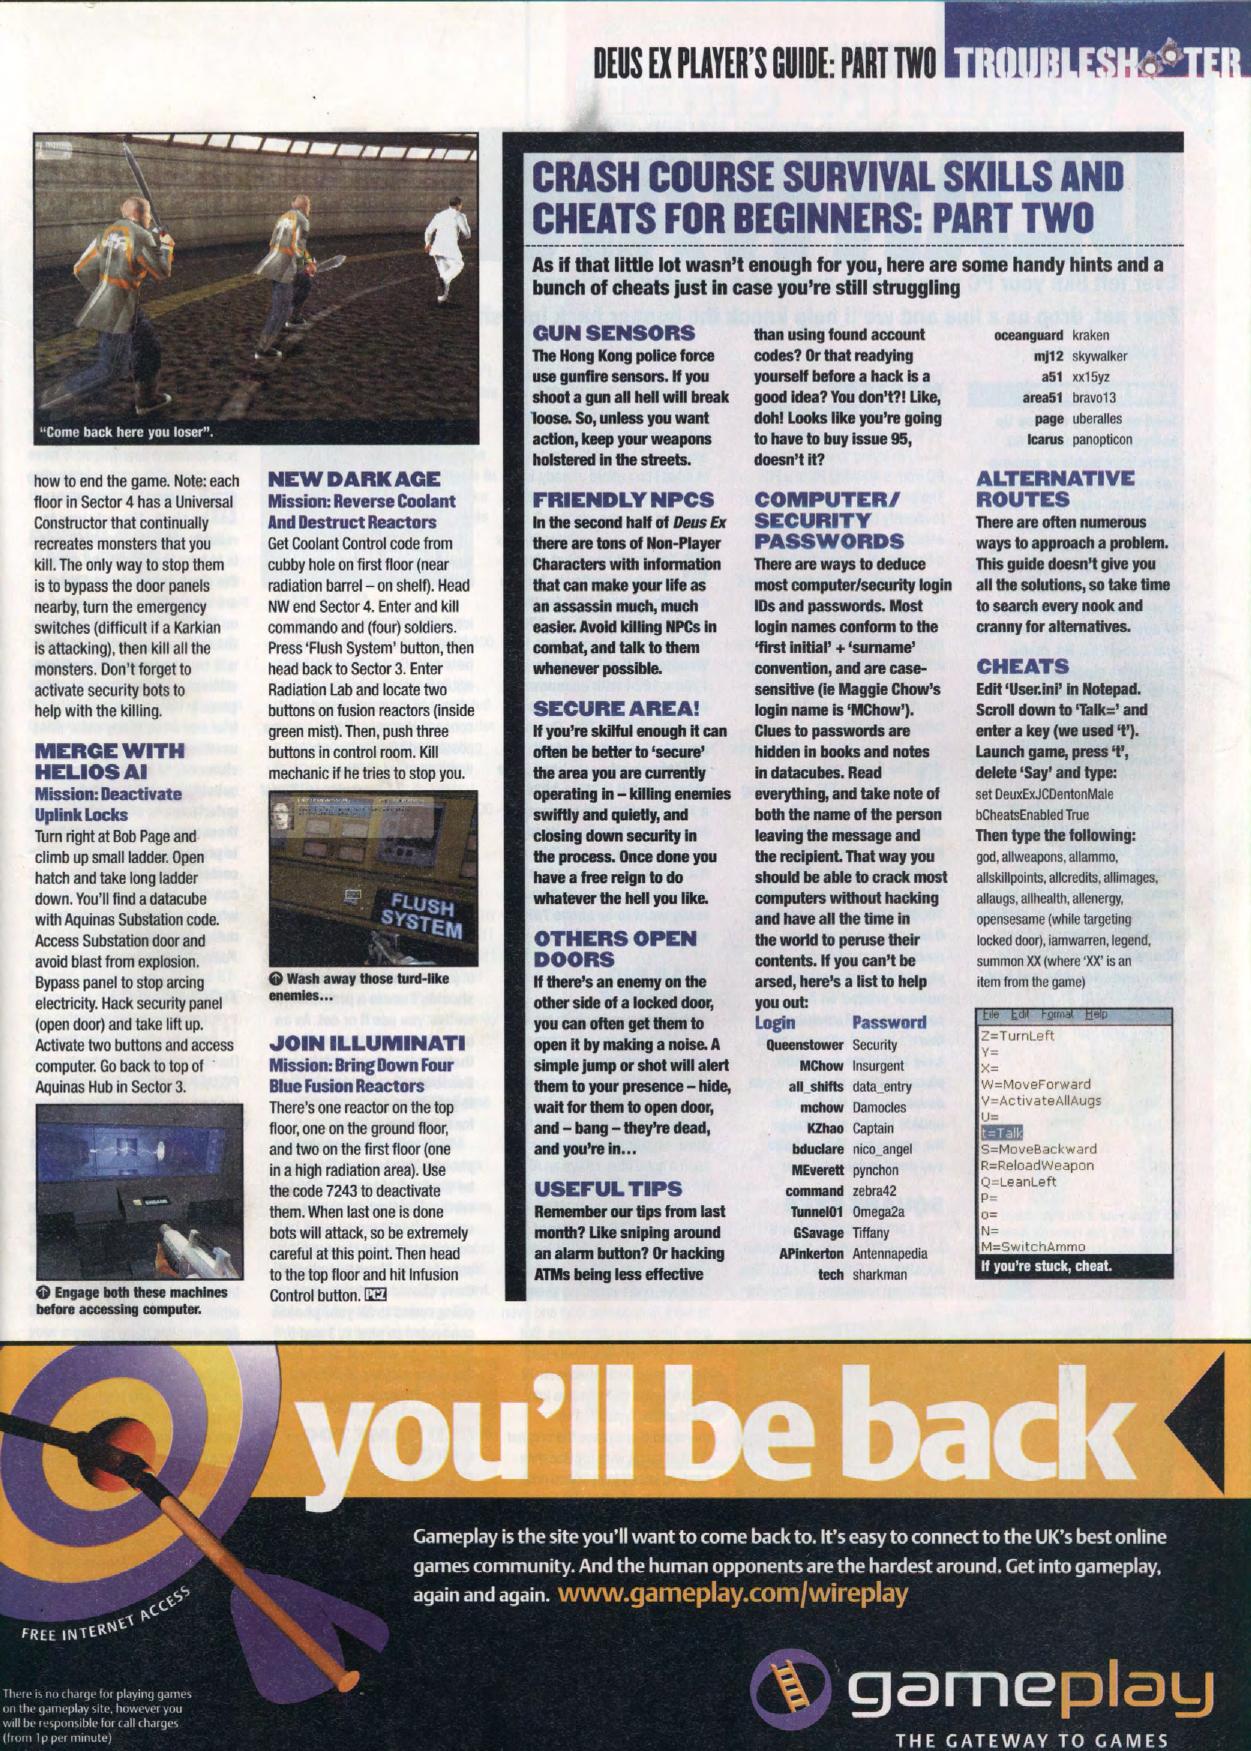 DEUS EX PLAYER'S GUIDE: PART TWO
TROUBLESHOOTER
"Come back here you loser".
how to end the game. Note: each
floor in Sector 4 has a Universal
Constructor that continually
recreates monsters that you
kill. The only way to stop them
is to bypass the door panels
nearby, turn the emergency
switches (difficult if a Karkian
is attacking), then kill all the
monsters. Don't forget to
activate security bots to
help with the killing.
MERGE WITH
HELIOS AI
Mission: Deactivate
Uplink Locks
Turn right at Bob Page and
climb up small ladder. Open
hatch and take long ladder
down. You'll find a datacube
with Aquinas Substation code.
Access Substation door and
avoid blast from explosion.
Bypass panel to stop arcing
electricity. Hack security panel
(open door) and take lift up.
Activate two buttons and access
computer. Go back to top of
Aquinas Hub in Sector 3.
Engage both these machines
before accessing computer.
NEW DARK AGE
Mission: Reverse Coolant
And Destruct Reactors
Get Coolant Control code from
cubby hole on first floor (near
radiation barrel – on shelf). Head
NW end Sector 4. Enter and kill
commando and (four) soldiers.
Press 'Flush System' button, then
head back to Sector 3. Enter
Radiation Lab and locate two
buttons on fusion reactors (inside
green mist). Then, push three
buttons in control room. Kill
mechanic if he tries to stop you.
FLUSH
SYSTEM
Wash away those turd-like
enemies...
JOIN ILLUMINATI
Mission: Bring Down Four
Blue Fusion Reactors
There's one reactor on the top
floor, one on the ground floor,
and two on the first floor (one
in a high radiation area). Use
the code 7243 to deactivate
them. When last one is done
bots will attack, so be extremely
careful at this point. Then head
to the top floor and hit Infusion
Control button. PCZ
CRASH COURSE SURVIVAL SKILLS AND
CHEATS FOR BEGINNERS: PART TWO
As if that little lot wasn't enough for you, here are some handy hints and a
bunch of cheats just in case you're still struggling
GUN SENSORS
The Hong Kong police force
use gunfire sensors. If you
shoot a gun all hell will break
loose. So, unless you want
action, keep your weapons
holstered in the streets.
FRIENDLY NPCS
In the second half of Deus Ex
there are tons of Non-Player
Characters with information
that can make your life as
an assassin much, much
easier. Avoid killing NPCs in
combat, and talk to them
whenever possible.
SECURE AREA!
If you're skilful enough it can
often be better to 'secure'
the area you are currently
operating in – killing enemies
swiftly and quietly, and
closing down security in
the process. Once done you
have a free reign to do
whatever the hell you like.
OTHERS OPEN
DOORS
If there's an enemy on the
other side of a locked door,
you can often get them to
open it by making a noise. A
simple jump or shot will alert
them to your presence – hide,
wait for them to open door,
and – bang – they're dead,
and you're in...
USEFUL TIPS
Remember our tips from last
month? Like sniping around
an alarm button? Or hacking
ATMs being less effective
than using found account
codes? Or that readying
yourself before a hack is a
good idea? You don't?! Like,
doh! Looks like you're going
to have to buy issue 95,
doesn't it?
COMPUTER/
SECURITY
PASSWORDS
There are ways to deduce
most computer/security login
IDs and passwords. Most
login names conform to the
'first initial' + 'surname'
convention, and are case-
sensitive (ie Maggie Chow's
login name is 'MChow').
Clues to passwords are
hidden in books and notes
in datacubes. Read
everything, and take note of
both the name of the person
leaving the message and
the recipient. That way you
should be able to crack most
computers without hacking
and have all the time in
the world to peruse their
contents. If you can't be
arsed, here's a list to help
you out:
Login Password
Queenstower Security
MChow Insurgent
all_shifts data_entry
mchow Damocles
KZhao Captain
bduclare nico_angel
MEverett pynchon
command zebra42
Tunnel01 Omega2a
GSavage Tiffany
APinkerton Antennapedia
tech sharkman
oceanguard kraken
mj12 skywalker
a51 xx15yz
area51 bravo13
page uberalles
Icarus panopticon
ALTERNATIVE
ROUTES
There are often numerous
ways to approach a problem.
This guide doesn't give you
all the solutions, so take time
to search every nook and
cranny for alternatives.
CHEATS
Edit 'User.ini' in Notepad.
Scroll down to 'Talk=' and
enter a key (we used 't').
Launch game, press 't',
delete 'Say' and type:
set DeuxExJCDentonMale
bCheatsEnabled True
Then type the following:
god, allweapons, allammo,
allskillpoints, allcredits, allimages,
allaugs, allhealth, allenergy,
opensesame (while targeting
locked door), iamwarren, legend,
summon XX (where 'XX' is an
item from the game)
File Edit Format Help
Z=TurnLeft
Y=
X=
W=MoveForward
V=ActivateAllAugs
U=
t=Talk
S=MoveBackward
R=ReloadWeapon
Q=LeanLeft
P=
o=
N=
M=SwitchAmmo
If you're stuck, cheat.
you'll be back
Gameplay is the site you'll want to come back to. It's easy to connect to the UK's best online
games community. And the human opponents are the hardest around. Get into gameplay,
again and again. www.gameplay.com/wireplay
FREE INTERNET ACCESS
There is no charge for playing games
on the gameplay site, however you
will be responsible for call charges
(from 1p per minute)
gameplay
THE GATEWAY TO GAMES